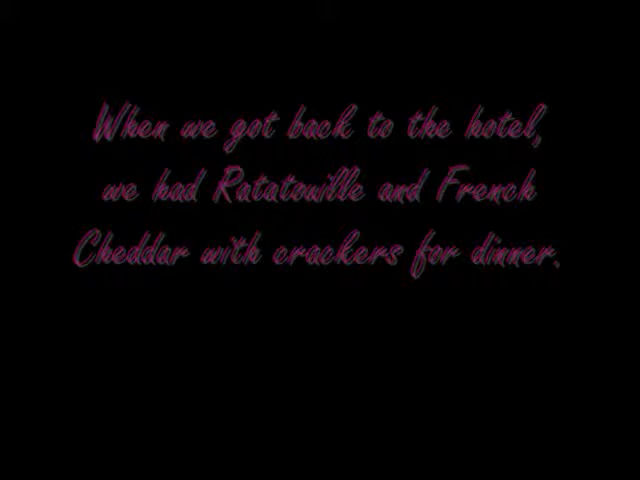 When we got back to the hotel,
we had Ratatouille and French
Cheddar with crackers for dinner.